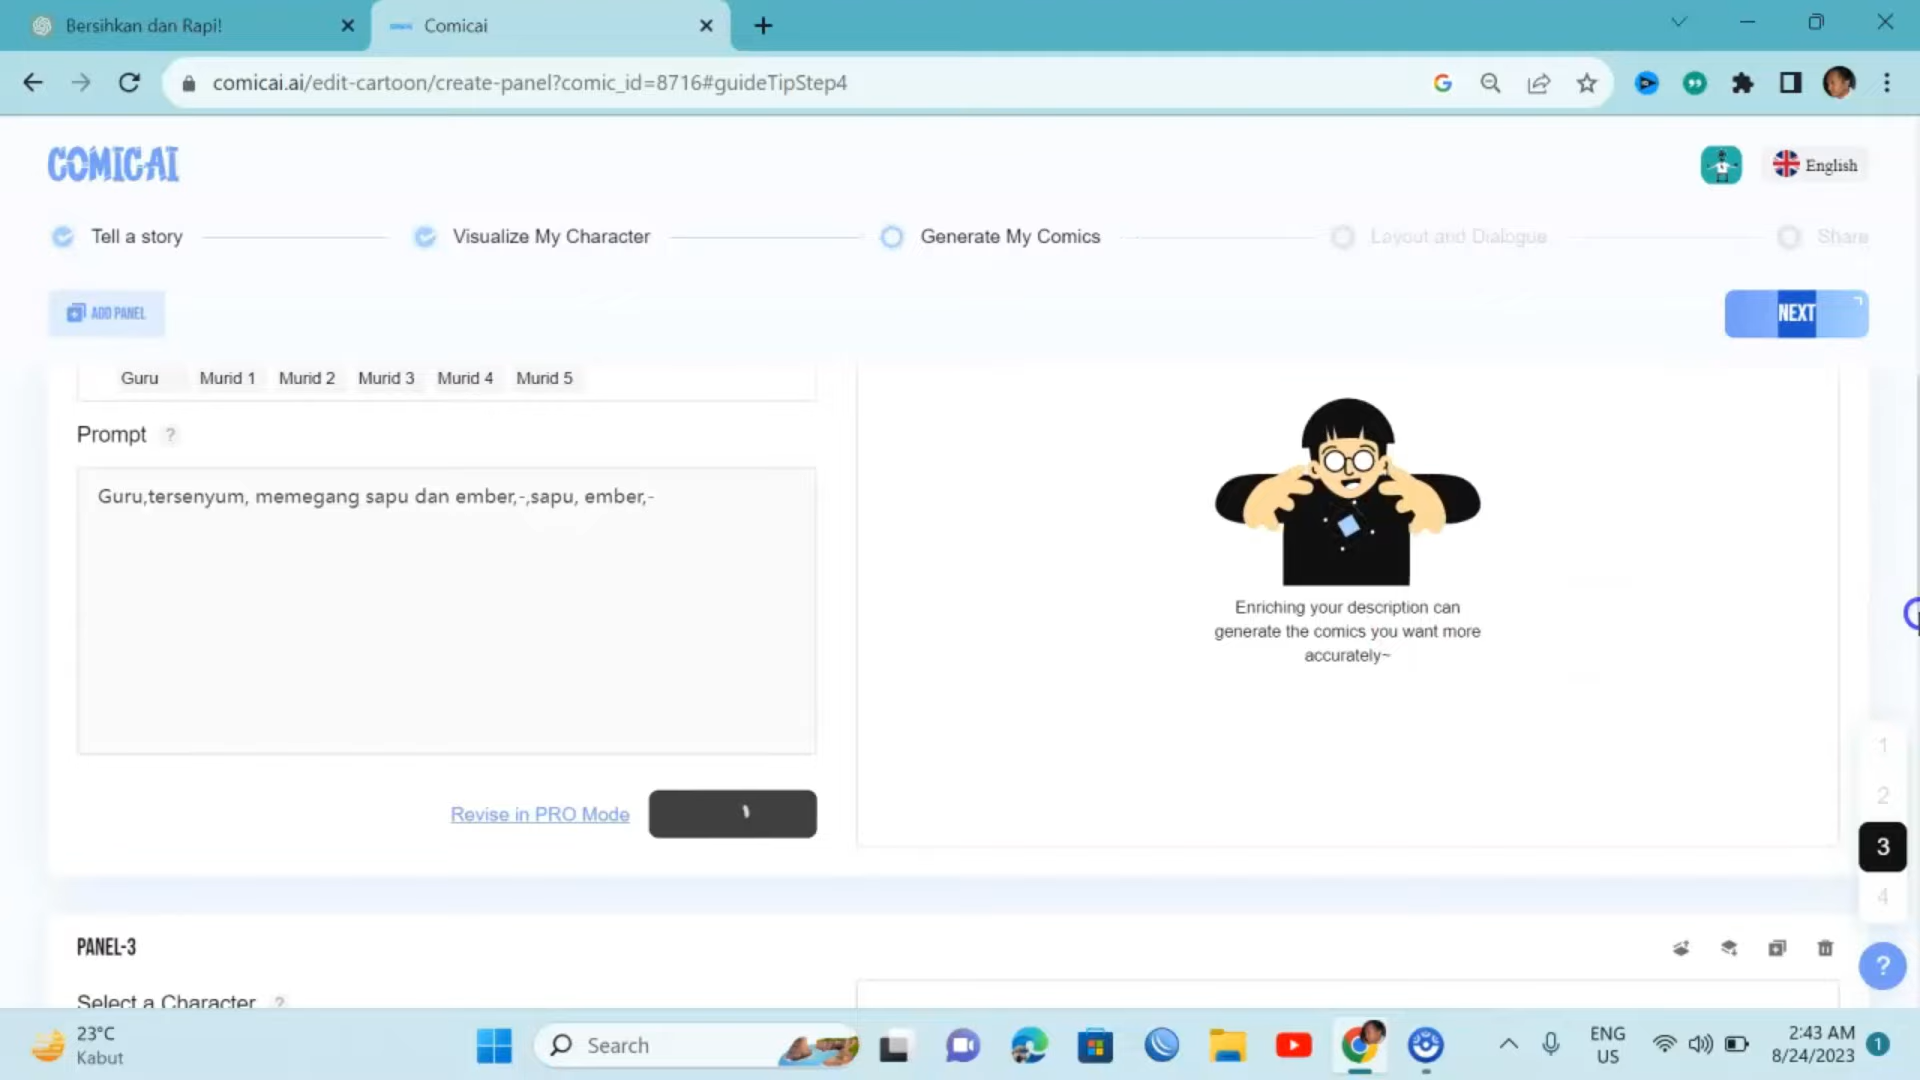 Bersihkan dan Rapi!
Comicai
comicai.ai/edit-cartoon/create-panel?comic_id=8716#guideTipStep4
COMICAI
English
Tell a story
Visualize My Character
Generate My Comics
Layout and Dialogue
Share
ADD PANEL
NEXT
Guru
Murid 1
Murid 2
Murid 3
Murid 4
Murid 5
Prompt ?
Guru,tersenyum, memegang sapu dan ember,-,sapu, ember,-
Enriching your description can
generate the comics you want more
accurately~
Revise in PRO Mode
1
2
3
4
PANEL-3
?
Select a Character ?
23°C
Kabut
Search
ENG
US
2:43 AM
8/24/2023
1